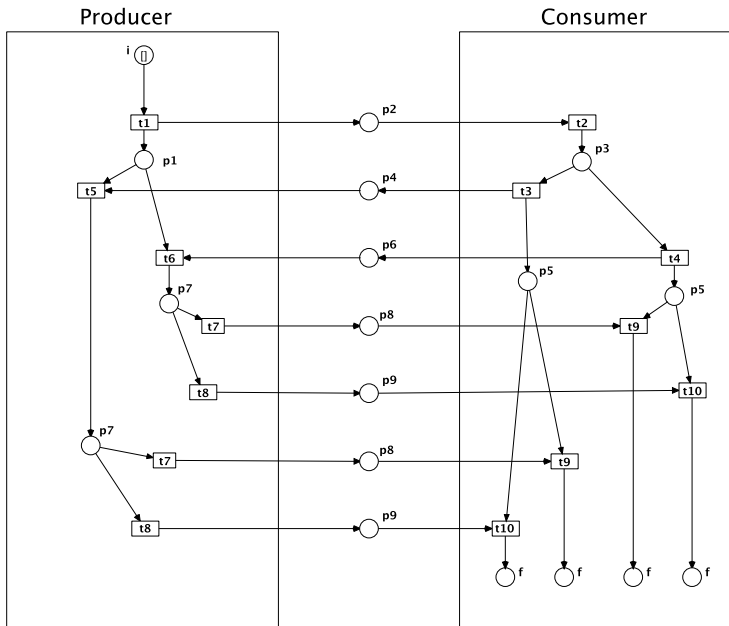 Producer Consumer
i []
t1 p2 t2
p1 p3
t5 p4 t3
t6 p6 t4
p7 p5 p5
t7 p8 t9
t8 p9 t10
p7
t7 p8 t9
t8 p9 t10
f f f f